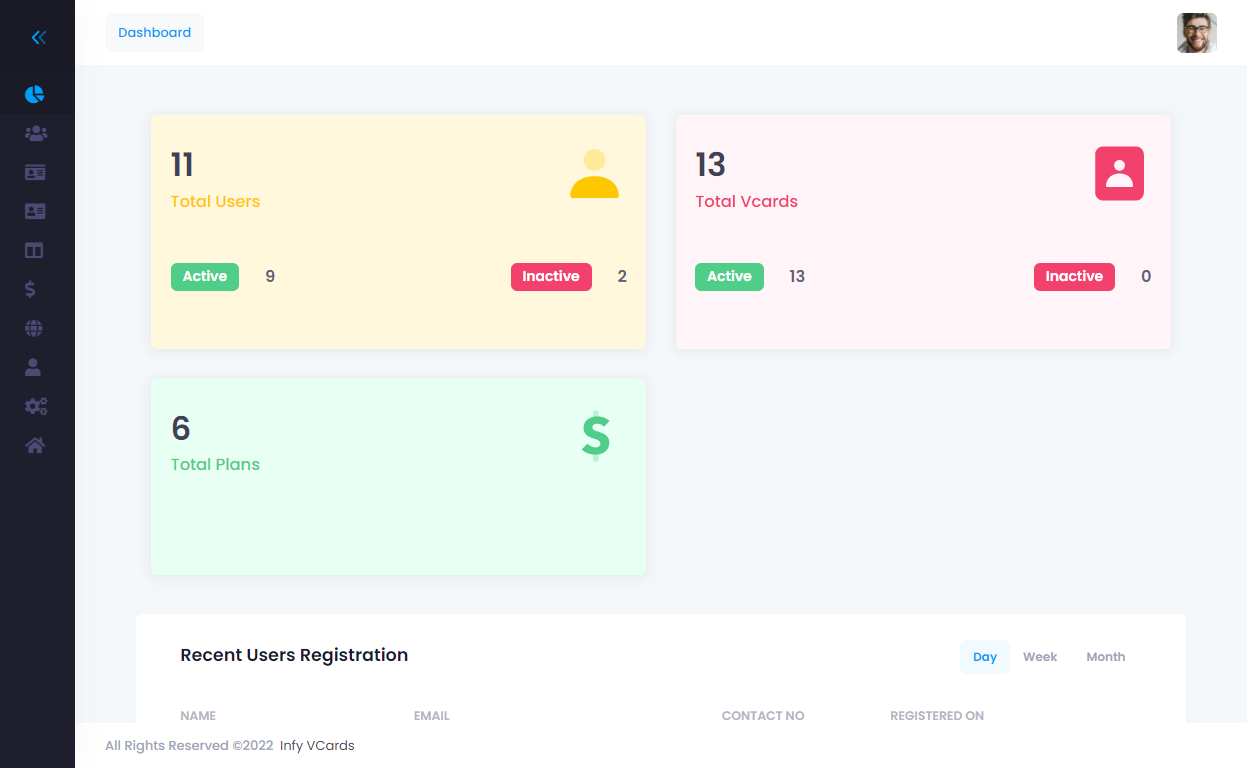 Dashboard
11
Total Users
Active 9 Inactive 2
13
Total Vcards
Active 13 Inactive 0
6
Total Plans
$
Recent Users Registration
Day Week Month
NAME EMAIL CONTACT NO REGISTERED ON
All Rights Reserved ©2022 Infy VCards